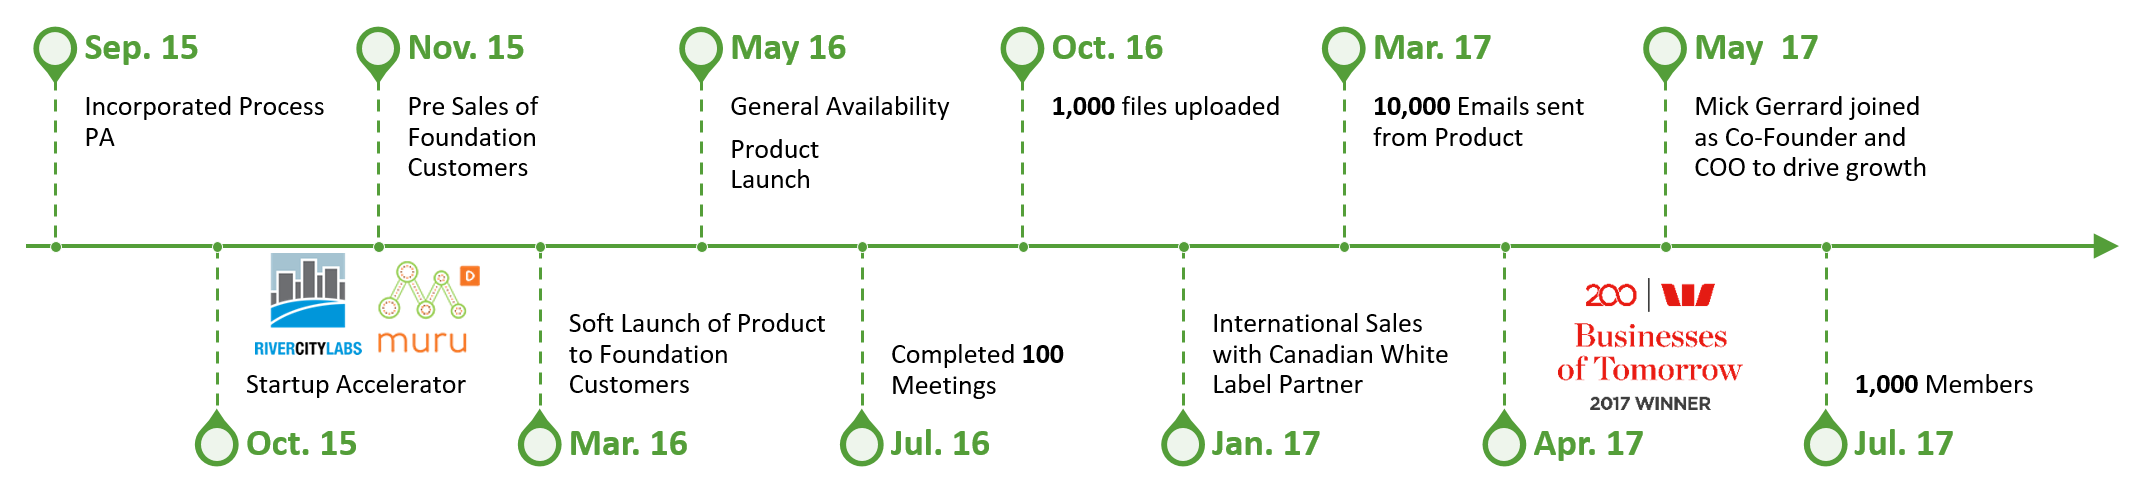 Sep. 15
Incorporated Process
PA
Nov. 15
Pre Sales of
Foundation
Customers
May 16
General Availability
Product
Launch
Oct. 16
1,000 files uploaded
Mar. 17
10,000 Emails sent
from Product
May  17
Mick Gerrard joined
as Co-Founder and
COO to drive growth
RIVERCITYLABS
D
muru
Startup Accelerator
Oct. 15
Soft Launch of Product
to Foundation
Customers
Mar. 16
Completed 100
Meetings
Jul. 16
International Sales
with Canadian White
Label Partner
Jan. 17
200
Businesses
of Tomorrow
2017 WINNER
Apr. 17
1,000 Members
Jul. 17